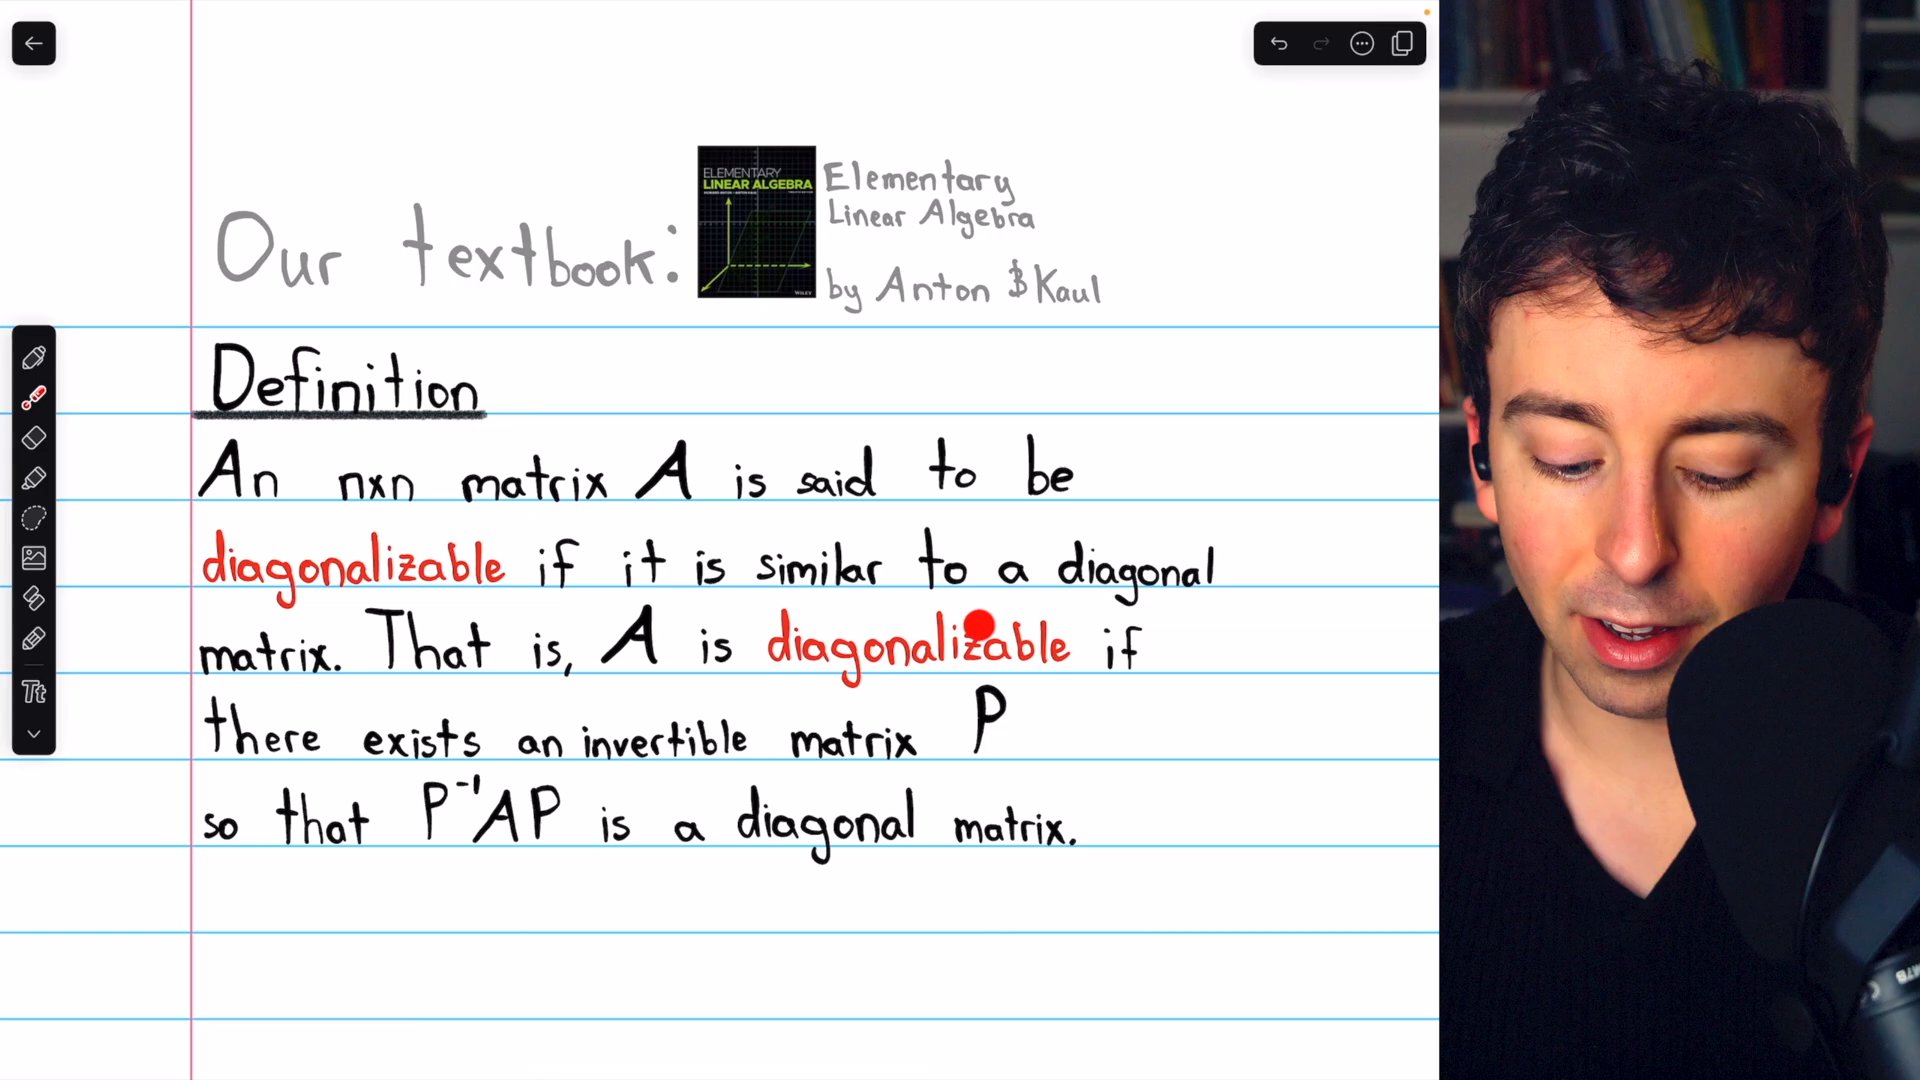 ELEMENTARY
LINEAR ALGEBRA
WILEY
Our textbook:
Elementary
Linear Algebra
by Anton & Kaul
Definition
An nxn matrix A is said to be
diagonalizable if it is similar to a diagonal
matrix. That is, A is diagonalizable if
there exists an invertible matrix P
so that P⁻¹AP is a diagonal matrix.
Tt